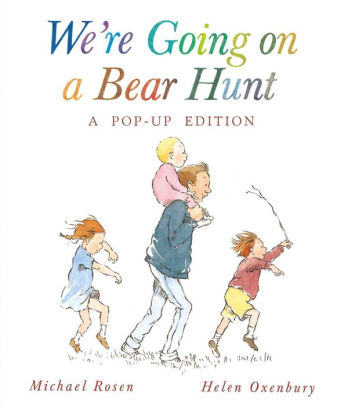 We're Going on
a Bear Hunt
A POP-UP EDITION
Michael Rosen
Helen Oxenbury